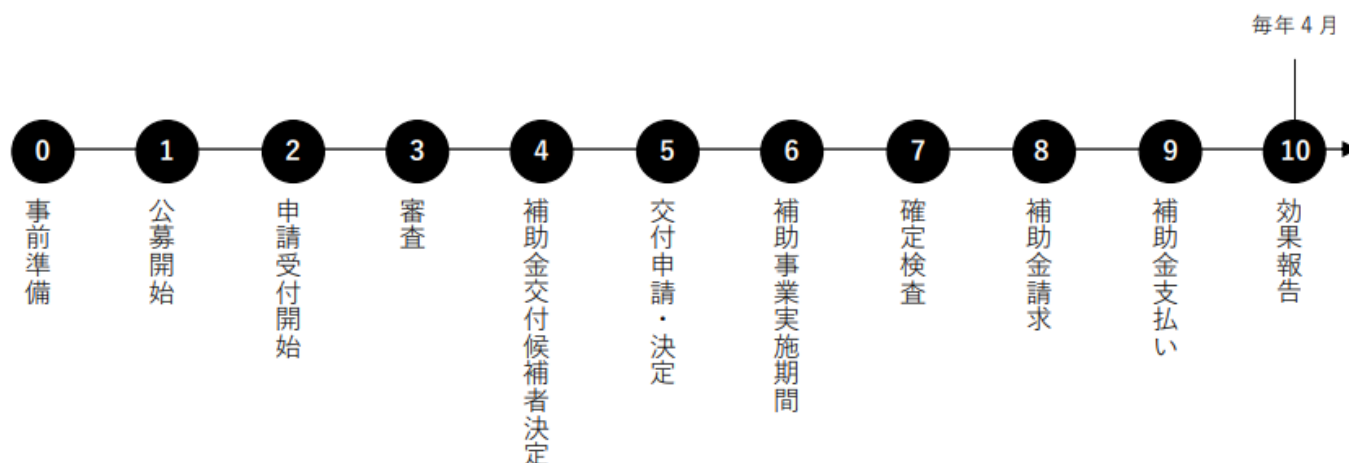 毎年 4 月
0
事前準備
1
公募開始
2
申請受付開始
3
審査
4
補助金交付候補者決定
5
交付申請・決定
6
補助事業実施期間
7
確定検査
8
補助金請求
9
補助金支払い
10
効果報告